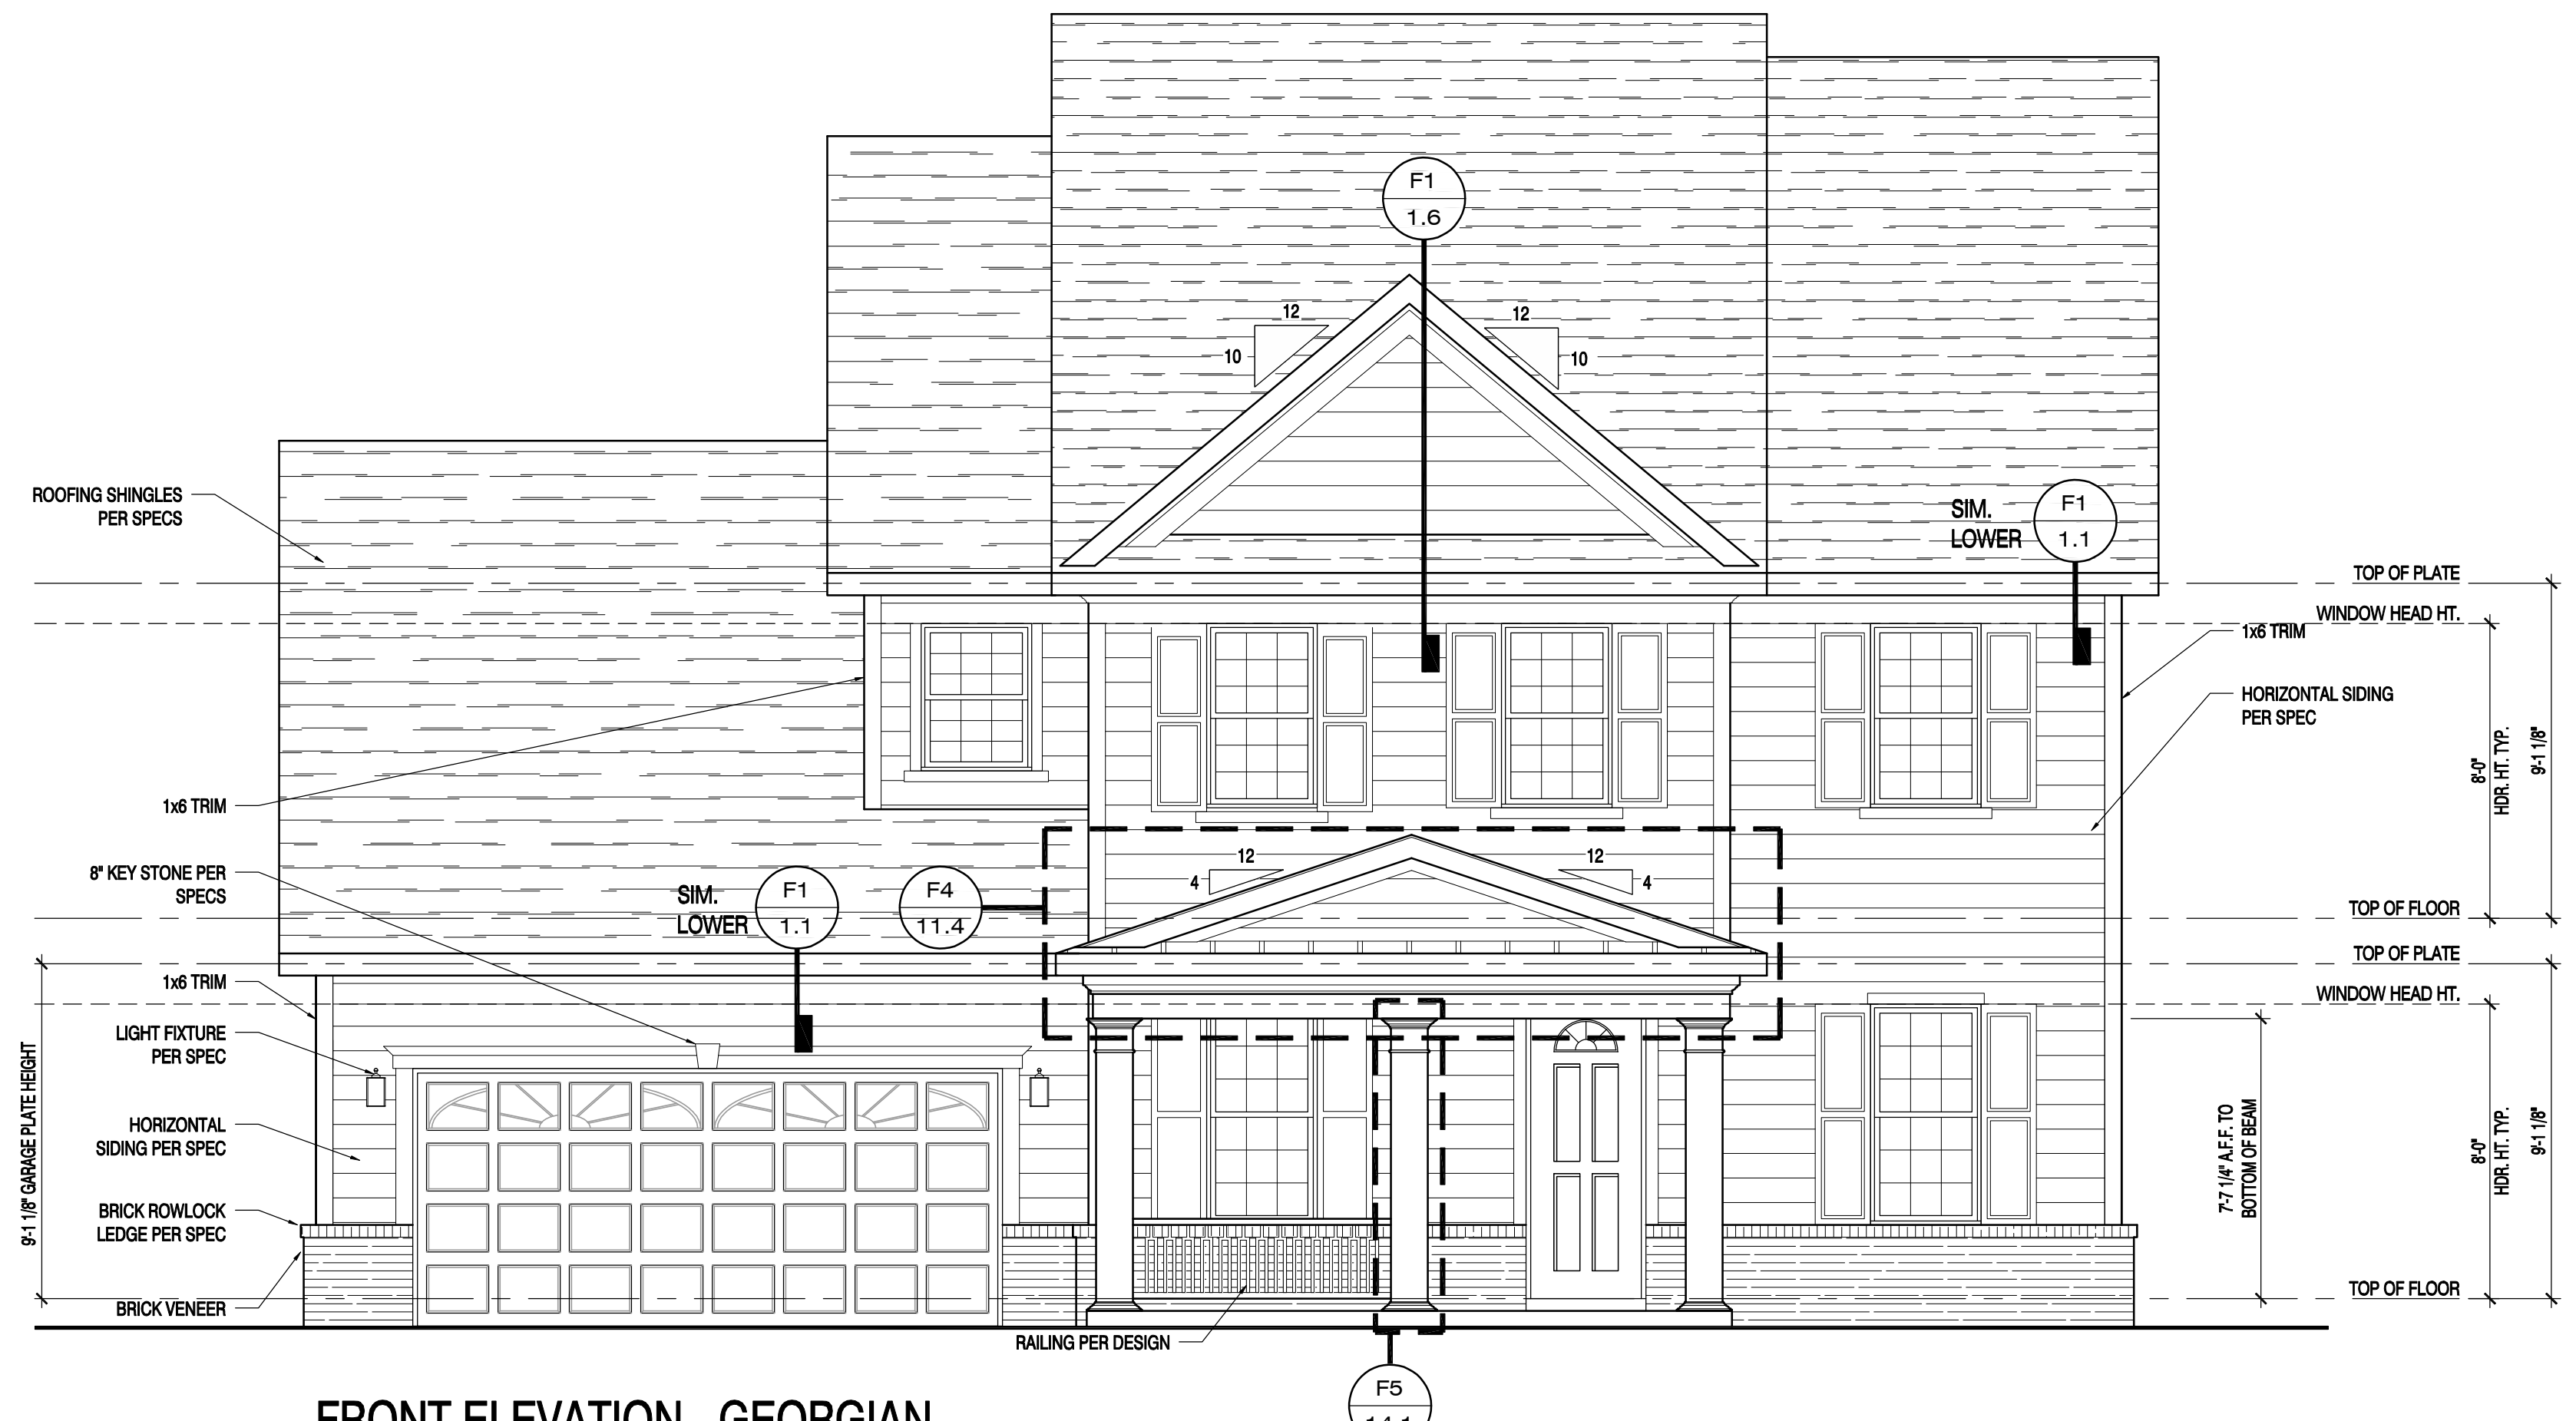 F1
1.6
12
10
12
10
ROOFING SHINGLES
PER SPECS
SIM.
LOWER
F1
1.1
TOP OF PLATE
WINDOW HEAD HT.
1x6 TRIM
HORIZONTAL SIDING
PER SPEC
8'-0"
HDR. HT. TYP.
9'-1 1/8"
1x6 TRIM
8" KEY STONE PER
SPECS
SIM.
LOWER
F1
1.1
F4
11.4
12
4
12
4
TOP OF FLOOR
TOP OF PLATE
WINDOW HEAD HT.
1x6 TRIM
LIGHT FIXTURE
PER SPEC
9'-1 1/8" GARAGE PLATE HEIGHT
HORIZONTAL
SIDING PER SPEC
BRICK ROWLOCK
LEDGE PER SPEC
BRICK VENEER
7'-7 1/4" A.F.F. TO
BOTTOM OF BEAM
8'-0"
HDR. HT. TYP.
9'-1 1/8"
TOP OF FLOOR
RAILING PER DESIGN
F5
14.1
FRONT ELEVATION - GEORGIAN